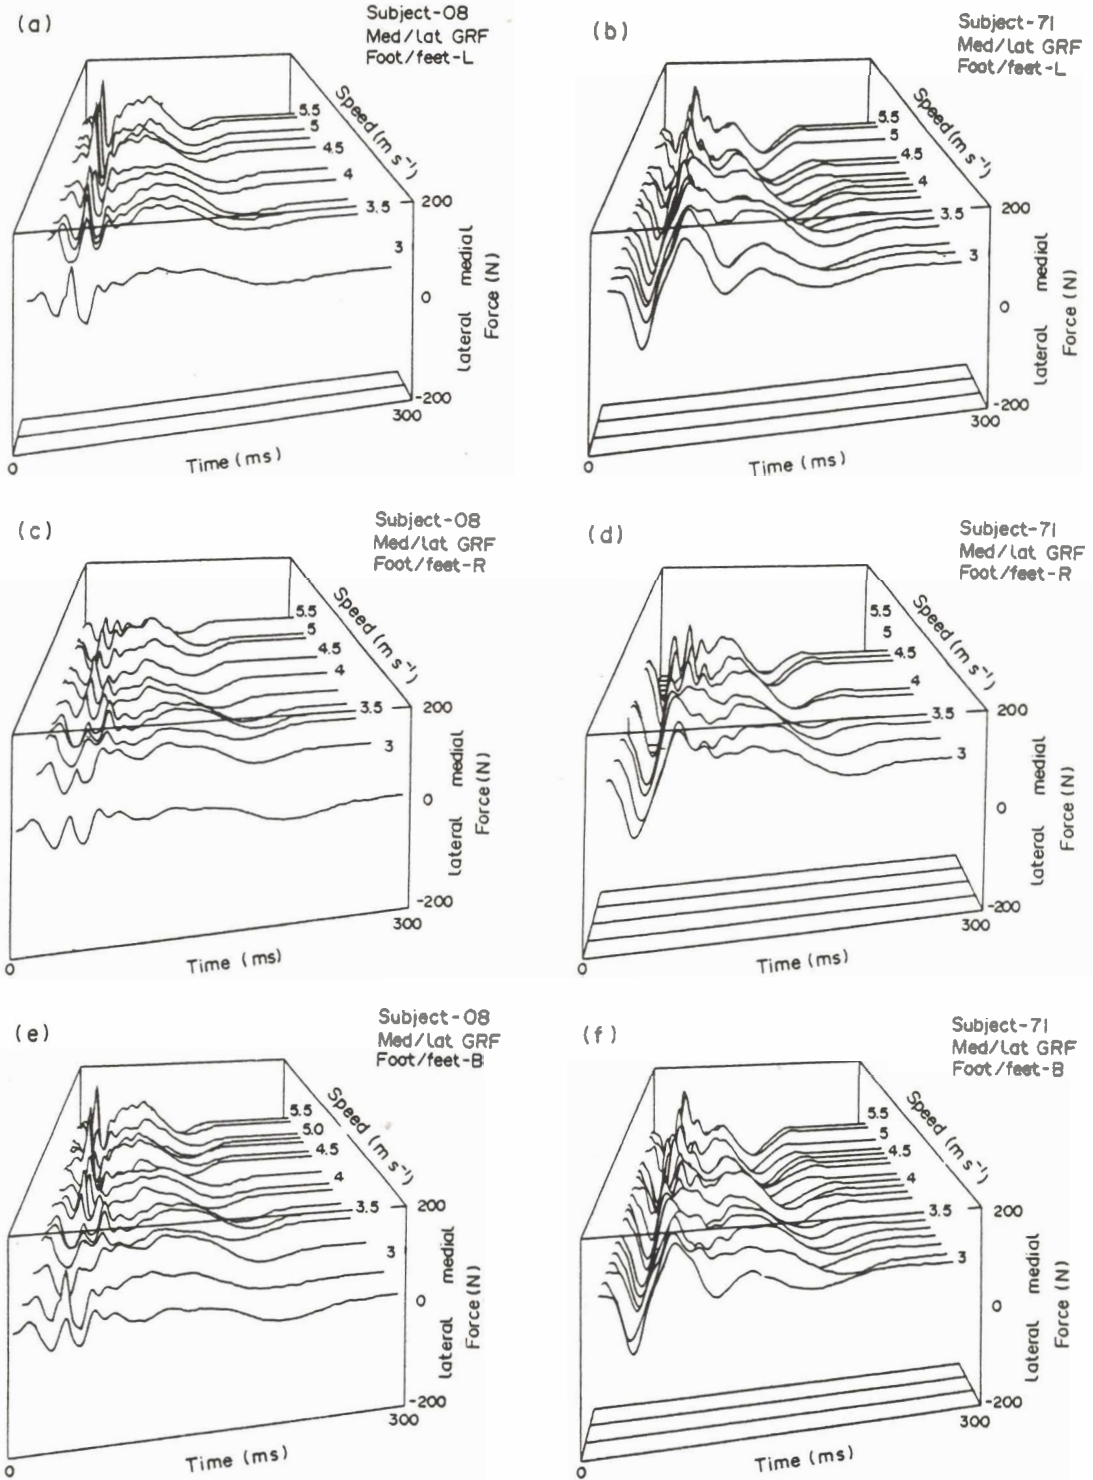 (a)
Subject-08
Med/lat GRF
Foot/feet-L
Speed (m s⁻¹)
5.5
5
4.5
4
3.5
3
200
0
-200
lateral medial
Force (N)
300
0
Time (ms)
(b)
Subject-71
Med/lat GRF
Foot/feet-L
Speed (m s⁻¹)
5.5
5
4.5
4
3.5
3
200
0
-200
lateral medial
Force (N)
300
0
Time (ms)
(c)
Subject-08
Med/lat GRF
Foot/feet-R
Speed (m s⁻¹)
5.5
5
4.5
4
3.5
3
200
0
-200
lateral medial
Force (N)
300
0
Time (ms)
(d)
Subject-71
Med/lat GRF
Foot/feet-R
Speed (m s⁻¹)
5.5
5
4.5
4
3.5
3
200
0
-200
lateral medial
Force (N)
300
0
Time (ms)
(e)
Subject-08
Med/lat GRF
Foot/feet-B
Speed (m s⁻¹)
5.5
5.0
4.5
4
3.5
3
200
0
-200
lateral medial
Force (N)
300
0
Time (ms)
(f)
Subject-71
Med/lat GRF
Foot/feet-B
Speed (m s⁻¹)
5.5
5
4.5
4
3.5
3
200
0
-200
lateral medial
Force (N)
300
0
Time (ms)